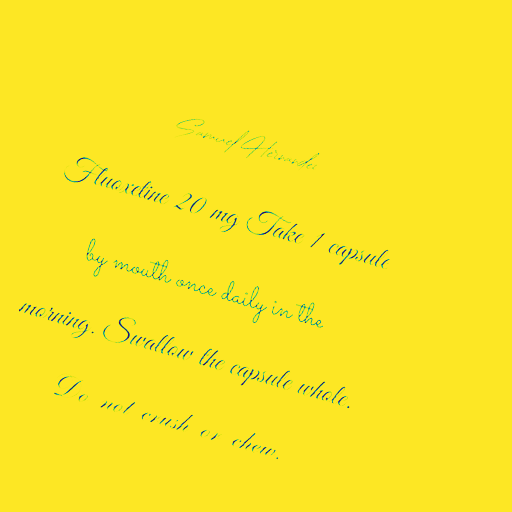 Samuel Hernandez
Fluoxetine 20 mg Take 1 capsule
by mouth once daily in the
morning. Swallow the capsule whole.
Do not crush or chew.